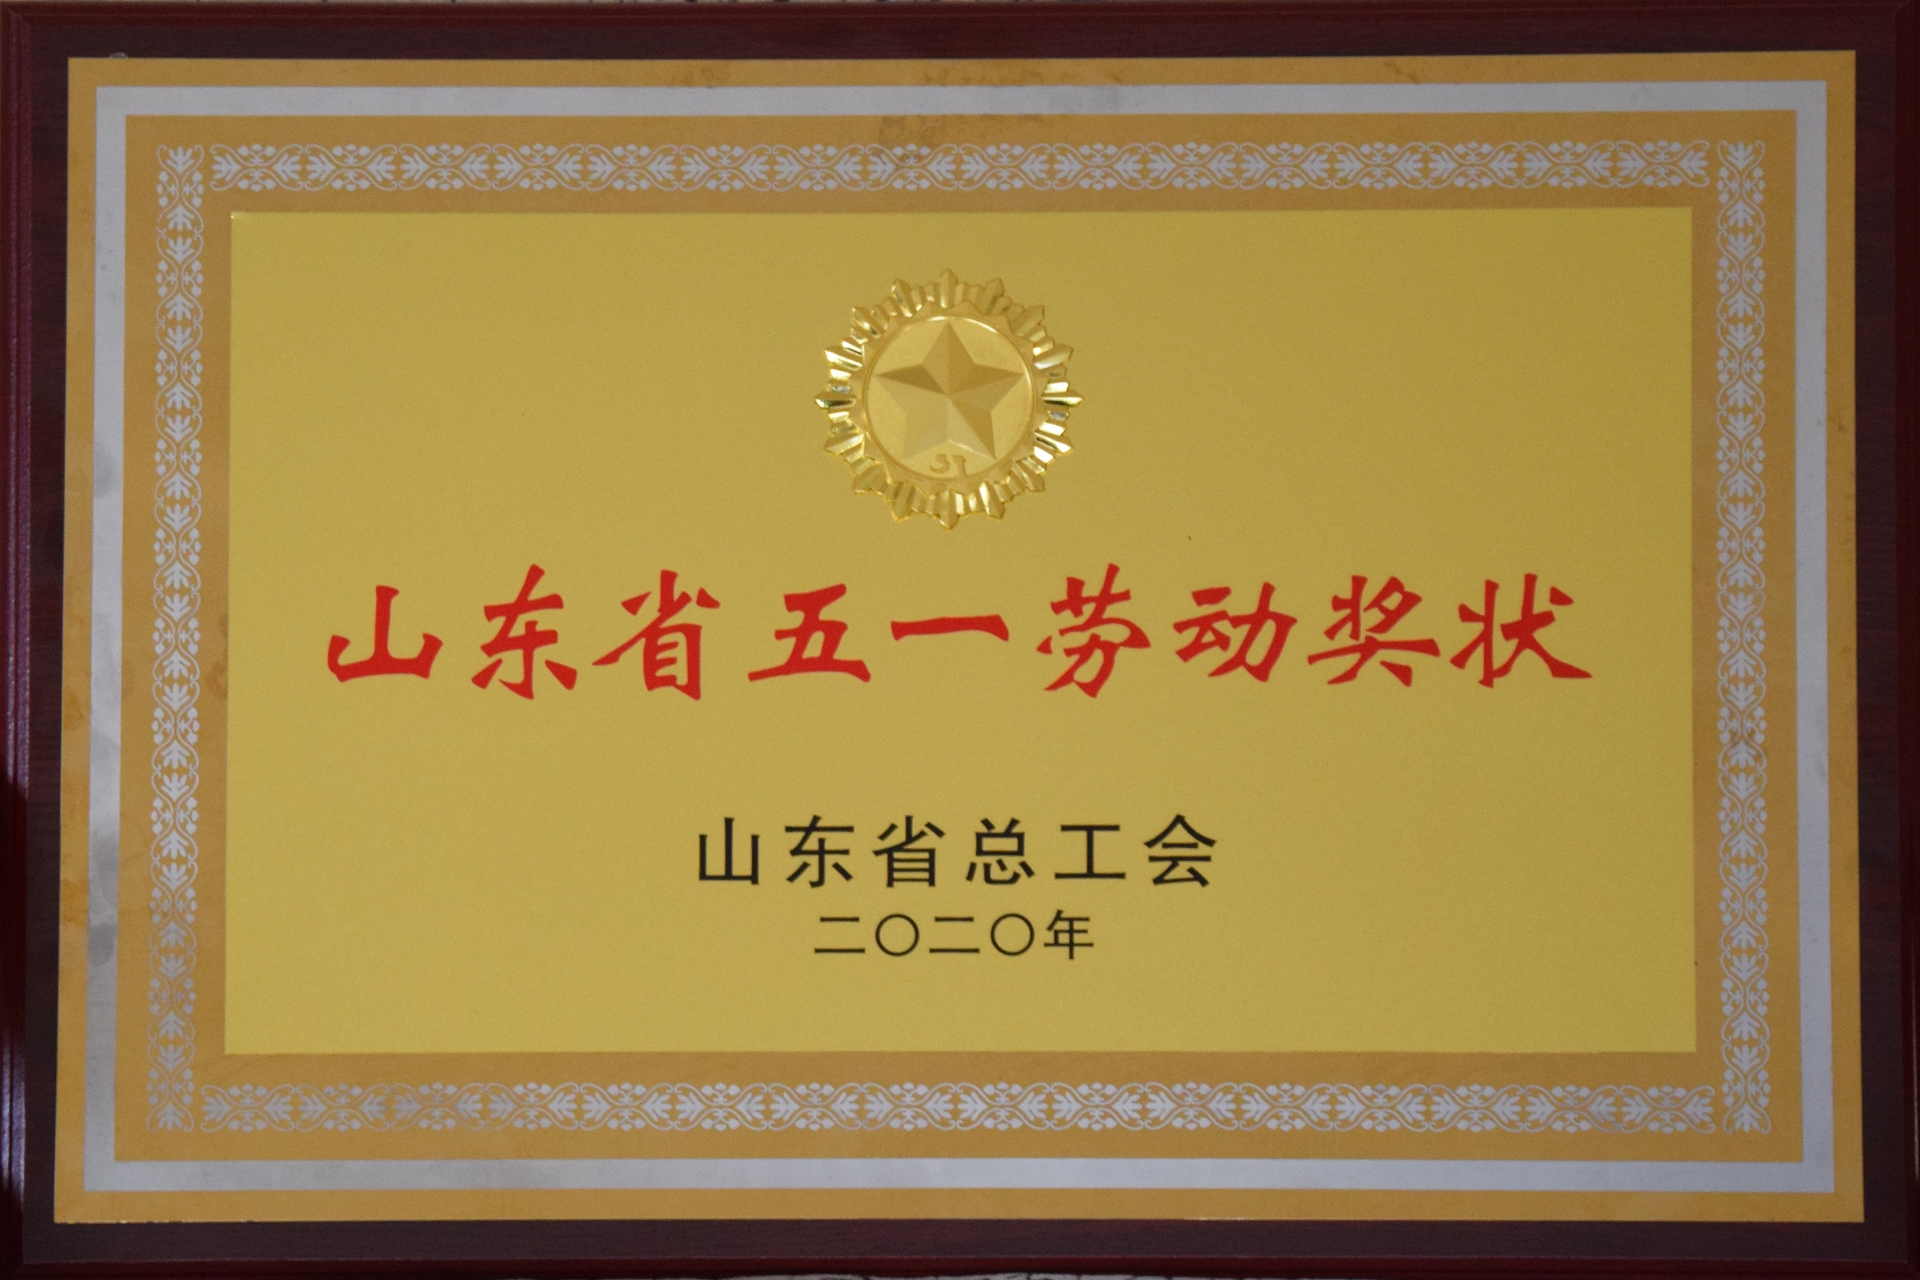 山东省五一劳动奖状
山东省总工会
二〇二〇年